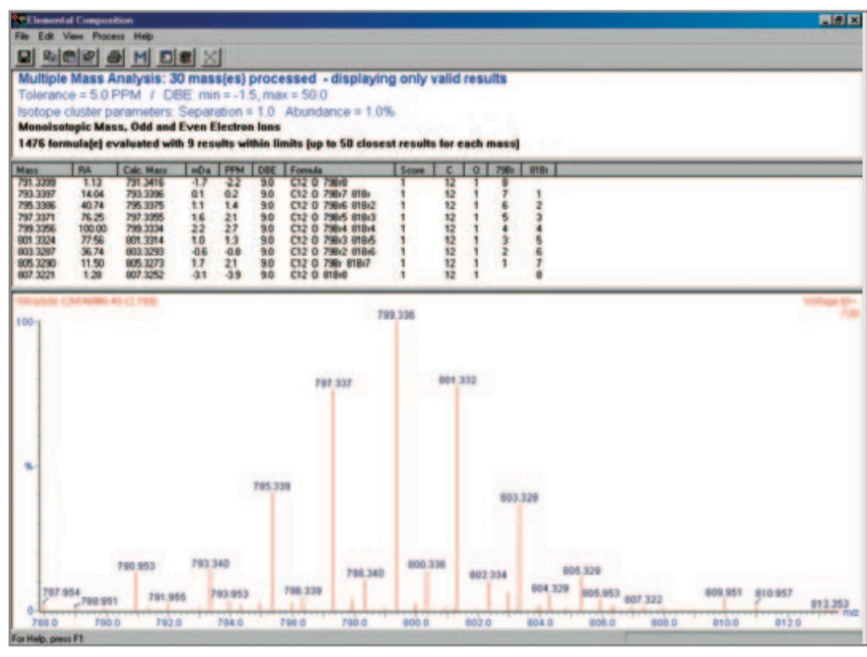 Elemental Composition
File Edit View Process Help
Multiple Mass Analysis: 30 mass(es) processed - displaying only valid results
Tolerance = 5.0 PPM / DBE: min = -1.5, max = 50.0
Isotope cluster parameters: Separation = 1.0 Abundance = 1.0%
Monoisotopic Mass, Odd and Even Electron Ions
1476 formula(e) evaluated with 9 results within limits (up to 50 closest results for each mass)
Mass RA Calc. Mass mDa PPM DBE Formula Score C O 79Br 81Br
791.3399 1.13 791.3416 -1.7 -2.2 9.0 C12 O 79Br8 1 12 1 8
793.3397 14.04 793.3396 0.1 0.2 9.0 C12 O 79Br7 81Br 1 12 1 7 1
795.3386 40.74 795.3375 1.1 1.4 9.0 C12 O 79Br6 81Br2 1 12 1 6 2
797.3371 76.25 797.3355 1.6 2.1 9.0 C12 O 79Br5 81Br3 1 12 1 5 3
799.3356 100.00 799.3334 2.2 2.7 9.0 C12 O 79Br4 81Br4 1 12 1 4 4
801.3324 77.56 801.3314 1.0 1.3 9.0 C12 O 79Br3 81Br5 1 12 1 3 5
803.3287 36.74 803.3293 -0.6 -0.8 9.0 C12 O 79Br2 81Br6 1 12 1 2 6
805.3290 11.50 805.3273 1.7 2.1 9.0 C12 O 79Br 81Br7 1 12 1 1 7
807.3221 1.28 807.3252 -3.1 -3.9 9.0 C12 O 81Br8 1 12 1 8
100
799.336
797.337
801.332
%
795.339
803.329
790.953
793.340
798.340
800.336
805.329
787.954
788.951
791.955
793.953
796.339
802.334
804.329
806.953
807.322
809.951
810.957
813.353
0
m/z
788.0 790.0 792.0 794.0 796.0 798.0 800.0 802.0 804.0 806.0 808.0 810.0 812.0
For Help, press F1